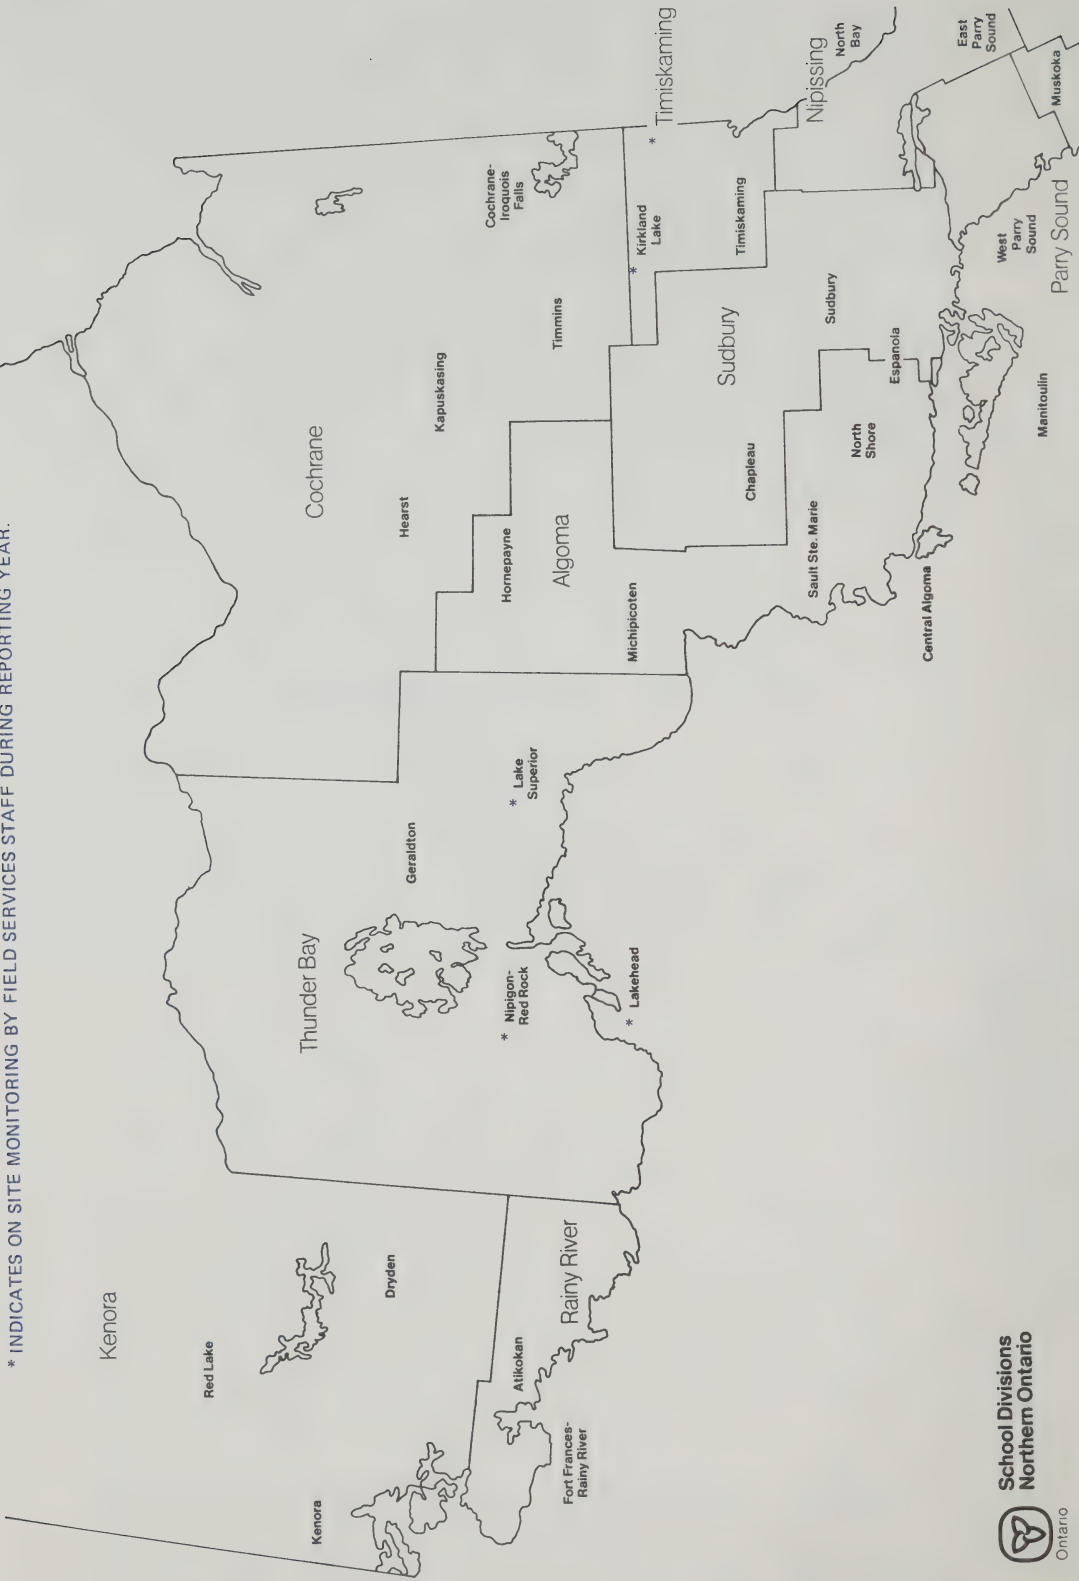 * INDICATES ON SITE MONITORING BY FIELD SERVICES STAFF DURING REPORTING YEAR.
Kenora
Red Lake
Kenora
Dryden
Rainy River
Atikokan
Fort Frances-
Rainy River
Thunder Bay
Geraldton
* Nipigon-
Red Rock
* Lake
Superior
* Lakehead
Cochrane
Hearst
Kapuskasing
Cochrane-
Iroquois
Falls
Timmins
Hornepayne
Algoma
Michipicoten
Sault Ste. Marie
Central Algoma
North
Shore
Sudbury
Chapleau
Sudbury
Espanola
Manitoulin
Timiskaming
*
* Kirkland
Lake
Timiskaming
Nipissing
North
Bay
East
Parry
Sound
West
Parry
Sound
Parry Sound
Muskoka
School Divisions
Northern Ontario
Ontario